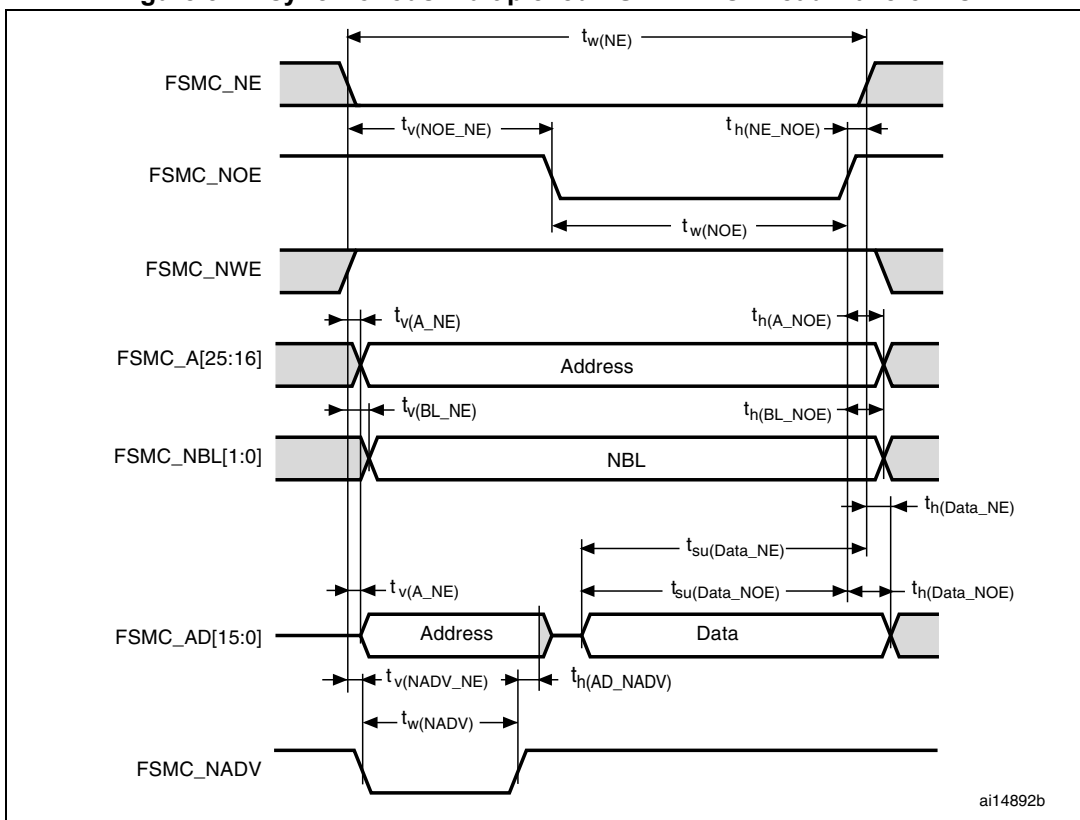 tw(NE)
FSMC_NE
tv(NOE_NE) th(NE_NOE)
FSMC_NOE
tw(NOE)
FSMC_NWE
tv(A_NE) th(A_NOE)
FSMC_A[25:16] Address
tv(BL_NE) th(BL_NOE)
FSMC_NBL[1:0] NBL
th(Data_NE)
tsu(Data_NE)
tv(A_NE) tsu(Data_NOE) th(Data_NOE)
FSMC_AD[15:0] Address Data
tv(NADV_NE) th(AD_NADV)
tw(NADV)
FSMC_NADV
ai14892b